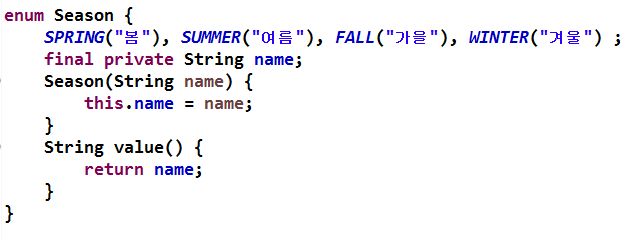 enum Season {
    SPRING("봄"), SUMMER("여름"), FALL("가을"), WINTER("겨울") ;
    final private String name;
    Season(String name) {
        this.name = name;
    }
    String value() {
        return name;
    }
}